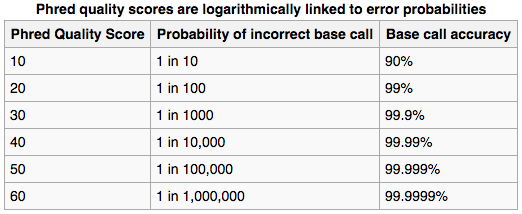 Phred quality scores are logarithmically linked to error probabilities
Phred Quality Score Probability of incorrect base call Base call accuracy
10 1 in 10 90%
20 1 in 100 99%
30 1 in 1000 99.9%
40 1 in 10,000 99.99%
50 1 in 100,000 99.999%
60 1 in 1,000,000 99.9999%